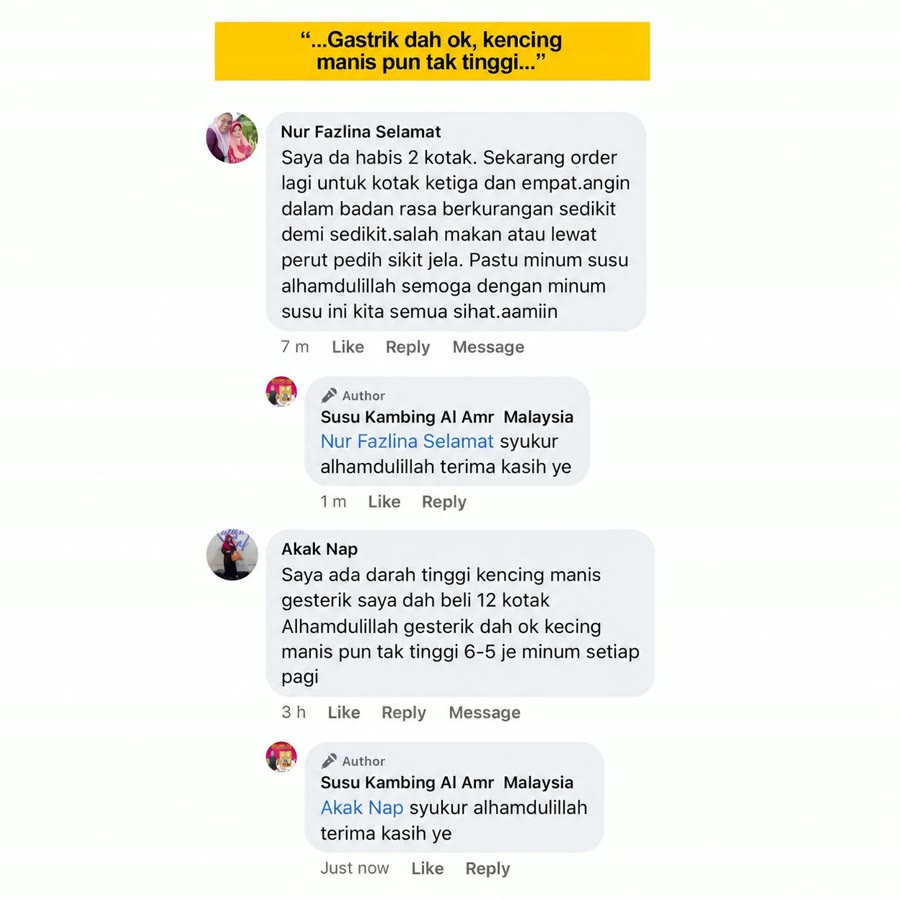 “...Gastrik dah ok, kencing
manis pun tak tinggi...”
Nur Fazlina Selamat
Saya da habis 2 kotak. Sekarang order
lagi untuk kotak ketiga dan empat.angin
dalam badan rasa berkurangan sedikit
demi sedikit.salah makan atau lewat
perut pedih sikit jela. Pastu minum susu
alhamdulillah semoga dengan minum
susu ini kita semua sihat.aamiin
7 m Like Reply Message
Author
Susu Kambing Al Amr Malaysia
Nur Fazlina Selamat syukur
alhamdulillah terima kasih ye
1 m Like Reply
Akak Nap
Saya ada darah tinggi kencing manis
gesterik saya dah beli 12 kotak
Alhamdulillah gesterik dah ok kecing
manis pun tak tinggi 6-5 je minum setiap
pagi
3 h Like Reply Message
Author
Susu Kambing Al Amr Malaysia
Akak Nap syukur alhamdulillah
terima kasih ye
Just now Like Reply